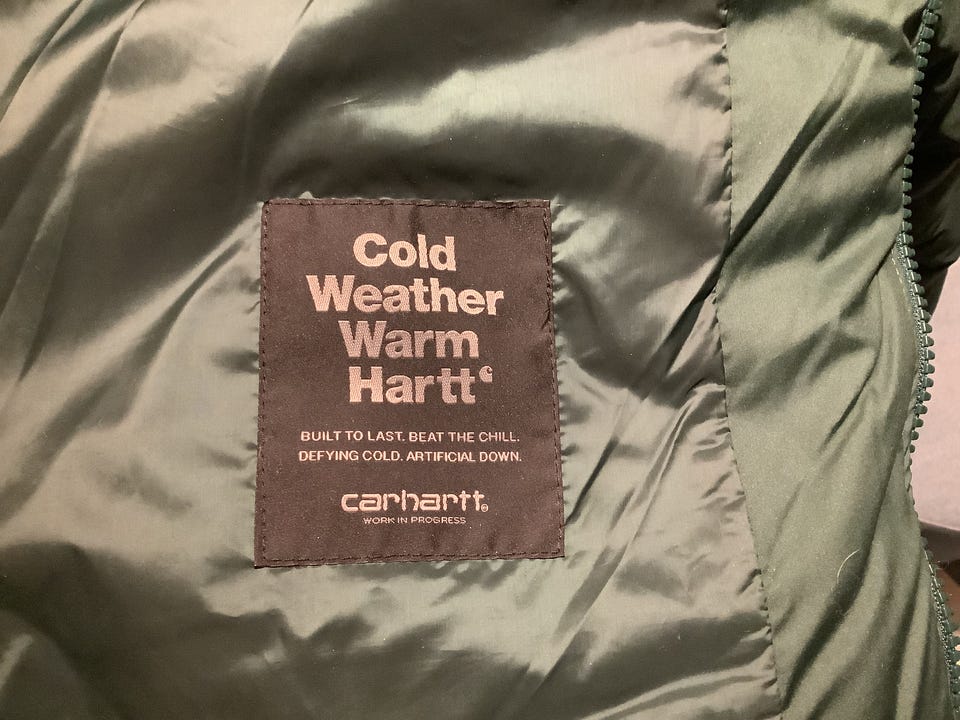 Cold
Weather
Warm
Hartt
BUILT TO LAST. BEAT THE CHILL.
DEFYING COLD. ARTIFICIAL DOWN.
carhartt®
WORK IN PROGRESS